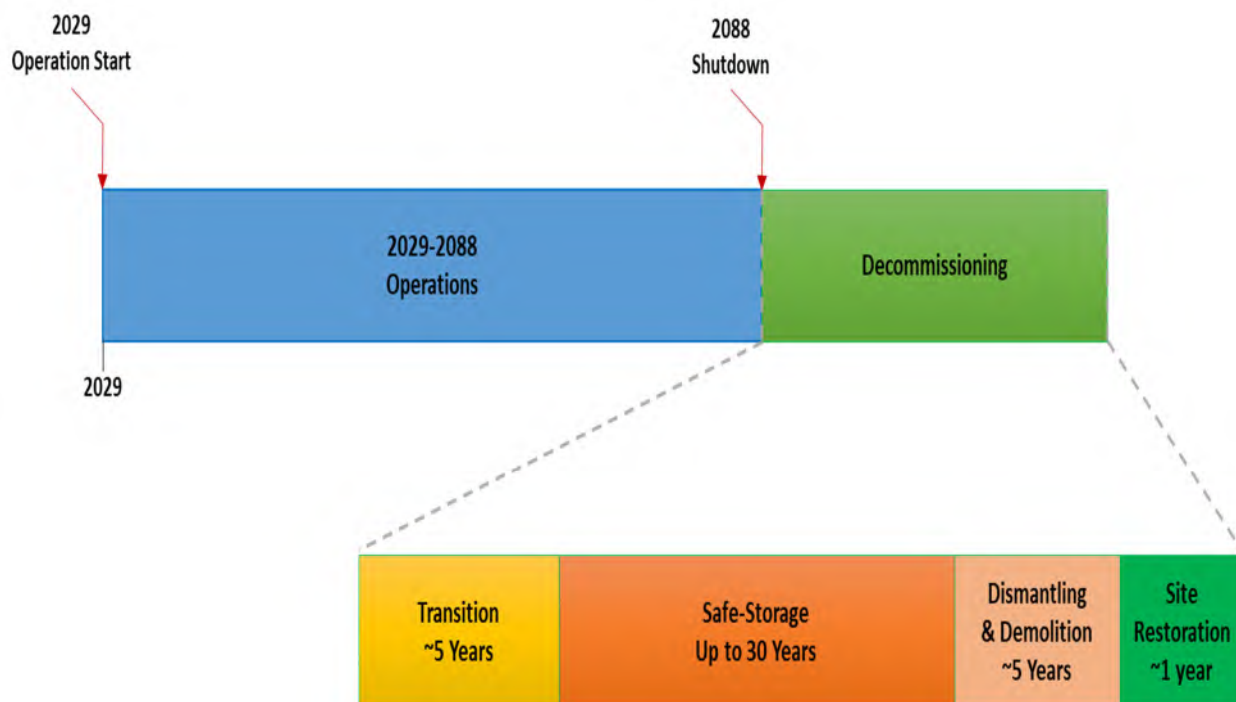 2029
Operation Start
2088
Shutdown
2029-2088
Operations
Decommissioning
2029
Transition
~5 Years
Safe-Storage
Up to 30 Years
Dismantling
& Demolition
~5 Years
Site
Restoration
~1 year